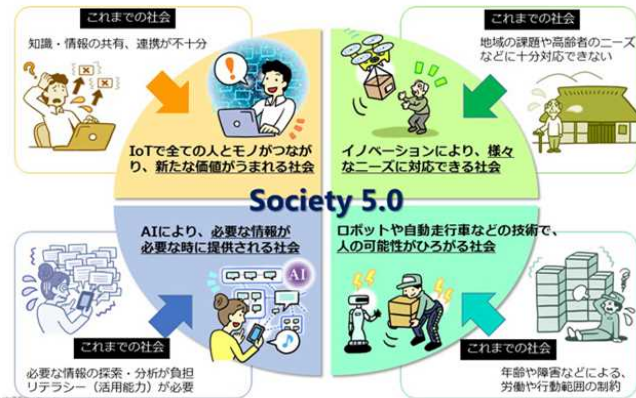 これまでの社会
知識・情報の共有、連携が不十分
IoTで全ての人とモノがつなが
り、新たな価値がうまれる社会
これまでの社会
地域の課題や高齢者のニーズ
などに十分対応できない
イノベーションにより、様々
なニーズに対応できる社会
Society 5.0
AIにより、必要な情報が
必要な時に提供される社会
AI
これまでの社会
必要な情報の探索・分析が負担
リテラシー（活用能力）が必要
ロボットや自動走行車などの技術で、
人の可能性がひろがる社会
これまでの社会
年齢や障害などによる、
労働や行動範囲の制約